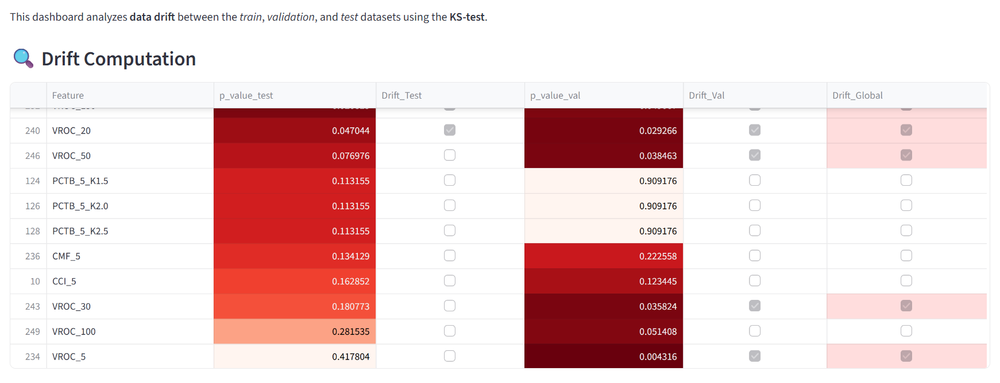 This dashboard analyzes data drift between the train, validation, and test datasets using the KS-test.
Drift Computation
Feature p_value_test Drift_Test p_value_val Drift_Val Drift_Global
240 VROC_20 0.047044 0.029266
246 VROC_50 0.076976 0.038463
124 PCTB_5_K1.5 0.113155 0.909176
126 PCTB_5_K2.0 0.113155 0.909176
128 PCTB_5_K2.5 0.113155 0.909176
236 CMF_5 0.134129 0.222558
10 CCI_5 0.162852 0.123445
243 VROC_30 0.180773 0.035824
249 VROC_100 0.281535 0.051408
234 VROC_5 0.417804 0.004316